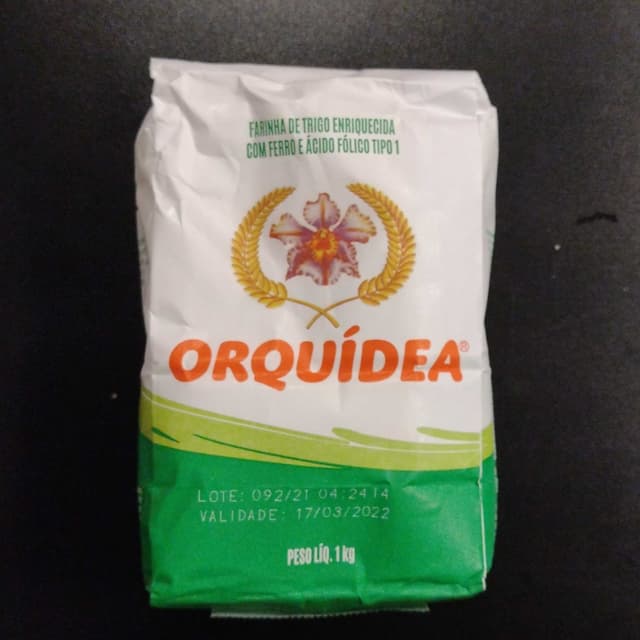 FARINHA DE TRIGO ENRIQUECIDA
COM FERRO E ÁCIDO FÓLICO TIPO 1
ORQUÍDEA®
LOTE: 092/21 04:24 14
VALIDADE: 17/03/2022
PESO LÍQ. 1 kg